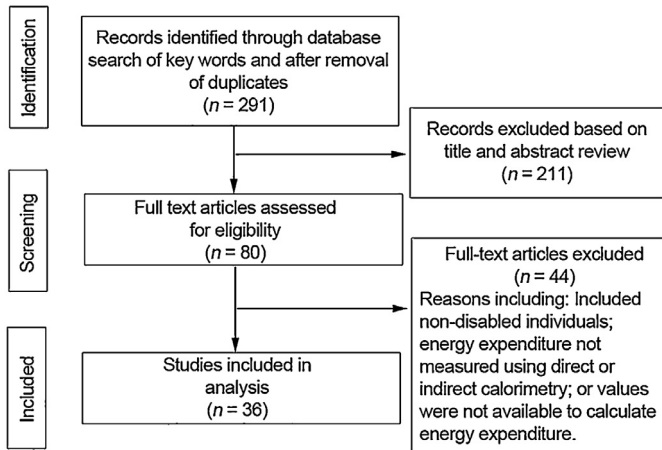 Identification
Records identified through database
search of key words and after removal
of duplicates
(n = 291)
Records excluded based on
title and abstract review
(n = 211)
Screening
Full text articles assessed
for eligibility
(n = 80)
Full-text articles excluded
(n = 44)
Reasons including: Included
non-disabled individuals;
energy expenditure not
measured using direct or
indirect calorimetry; or values
were not available to calculate
energy expenditure.
Included
Studies included in
analysis
(n = 36)